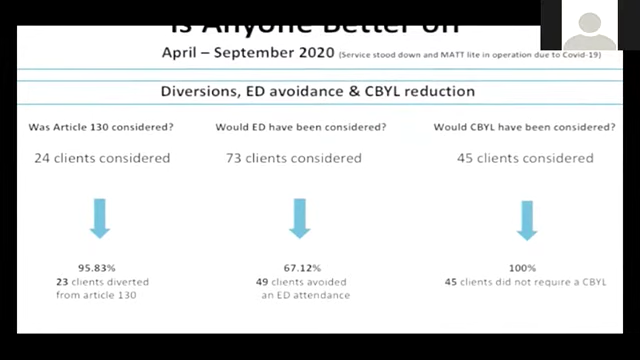 Is Anyone Better off
April – September 2020 (Service stood down and MATT lite in operation due to Covid-19)
Diversions, ED avoidance & CBYL reduction
Was Article 130 considered? Would ED have been considered? Would CBYL have been considered?
24 clients considered 73 clients considered 45 clients considered
95.83% 67.12% 100%
23 clients diverted 49 clients avoided 45 clients did not require a CBYL
from article 130 an ED attendance